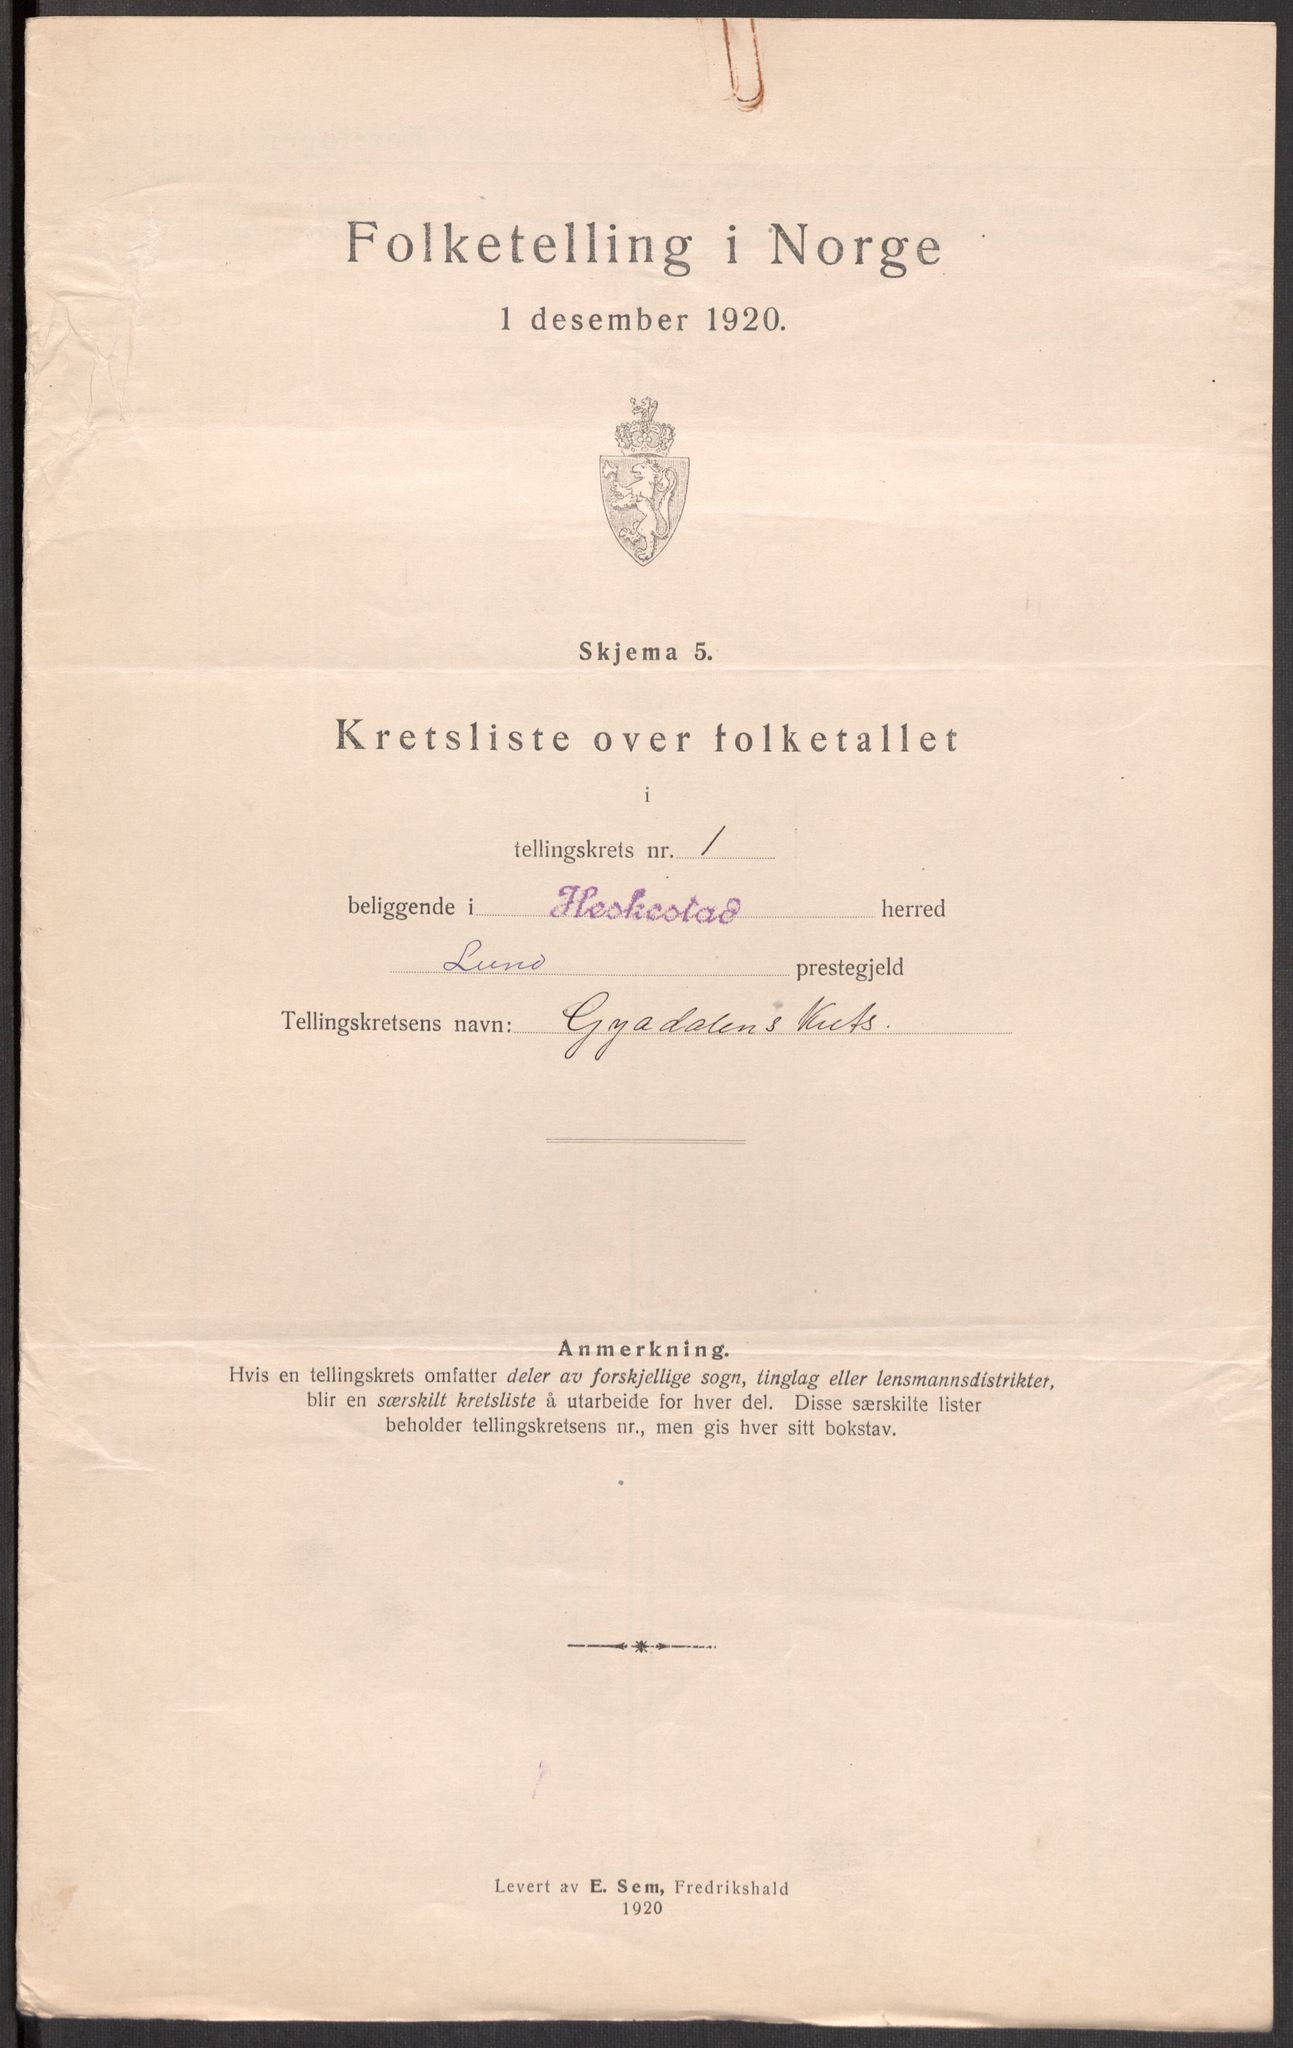 Folketelling i Norge
1 desember 1920.
Skjema 5.
Kretsliste over folketallet
i
tellingskrets nr. 1
beliggende i Heskestad herred
Lund prestegjeld
Tellingskretsens navn: Gyadalens Krets.
Anmerkning.
Hvis en tellingskrets omfatter deler av forskjellige sogn, tinglag eller lensmannsdistrikter,
blir en særskilt kretsliste å utarbeide for hver del. Disse særskilte lister
beholder tellingskretsens nr., men gis hver sitt bokstav.
Levert av E. Sem, Fredrikshald
1920